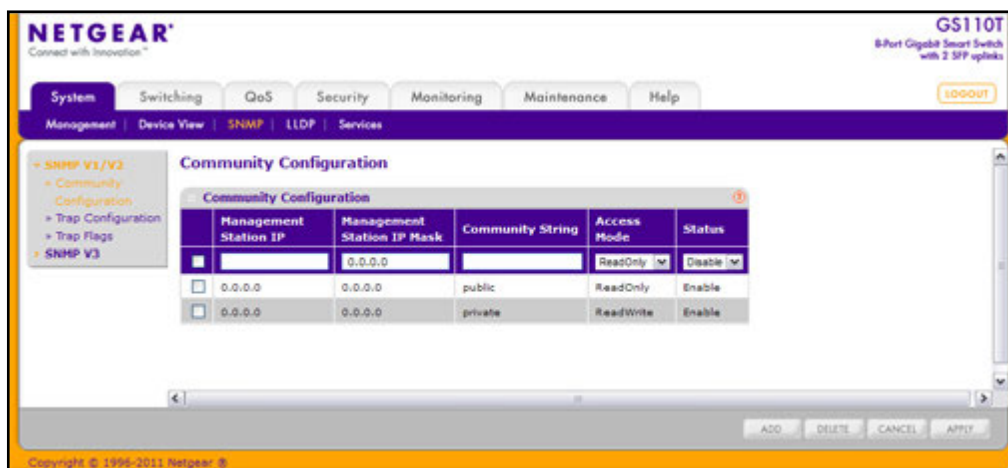 NETGEAR®
Connect with Innovation™
GS110T
8-Port Gigabit Smart Switch
with 2 SFP uplinks
System Switching QoS Security Monitoring Maintenance Help LOGOUT
Management | Device View | SNMP | LLDP | Services
SNMP V1/V2
Community
Configuration
Trap Configuration
Trap Flags
SNMP V3
Community Configuration
Community Configuration
Management Station IP Management Station IP Mask Community String Access Mode Status
0.0.0.0 ReadOnly Disable
0.0.0.0 0.0.0.0 public ReadOnly Enable
0.0.0.0 0.0.0.0 private ReadWrite Enable
ADD DELETE CANCEL APPLY
Copyright © 1996-2011 Netgear ®